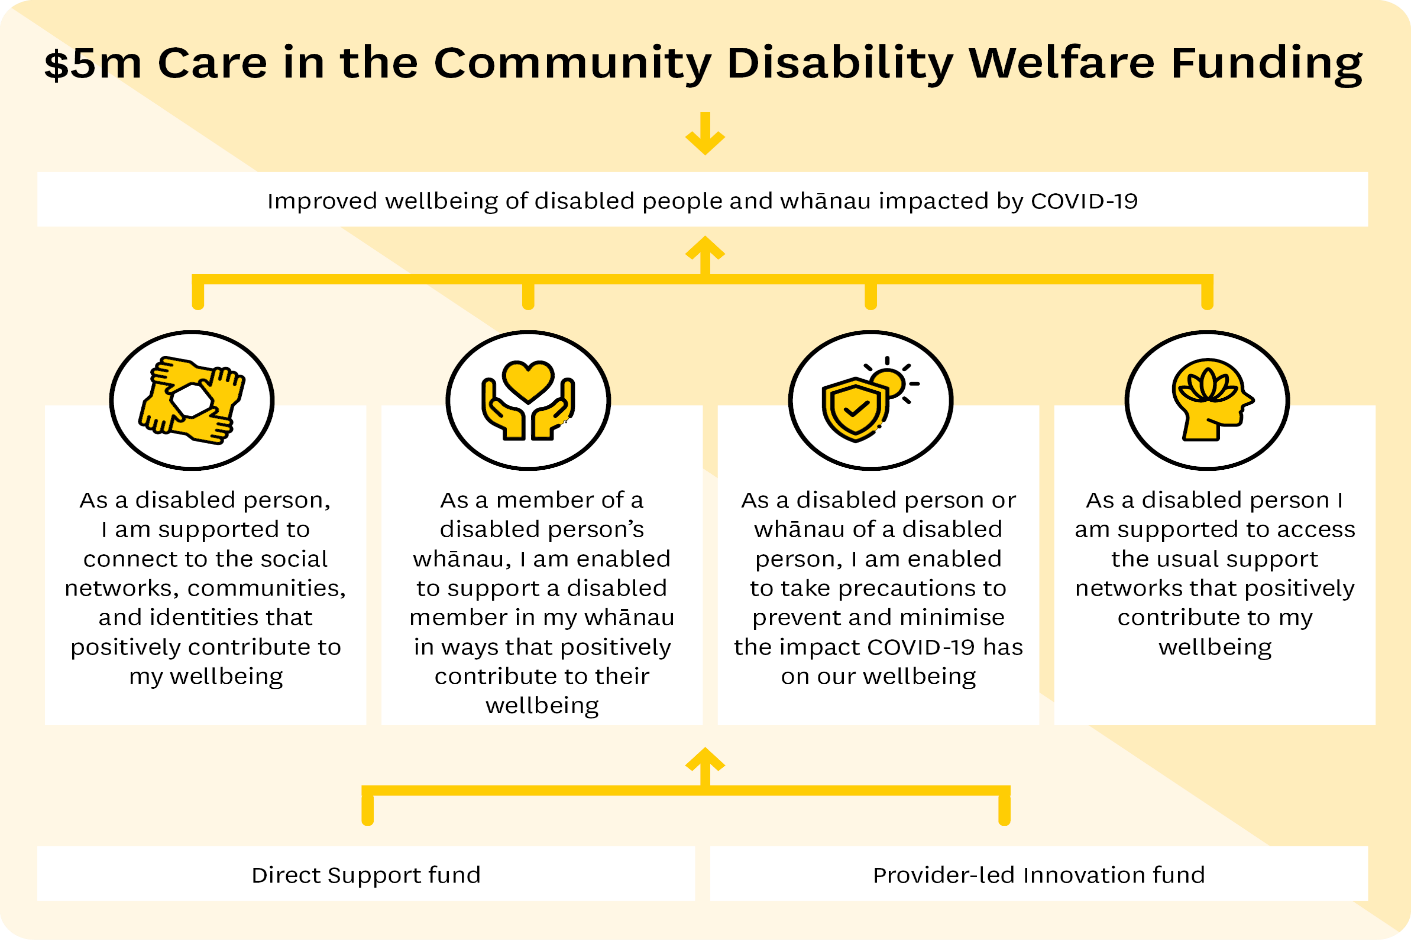 $5m Care in the Community Disability Welfare Funding
Improved wellbeing of disabled people and whānau impacted by COVID-19
As a disabled person,
I am supported to
connect to the social
networks, communities,
and identities that
positively contribute to
my wellbeing
As a member of a
disabled person’s
whānau, I am enabled
to support a disabled
member in my whānau
in ways that positively
contribute to their
wellbeing
As a disabled person or
whānau of a disabled
person, I am enabled
to take precautions to
prevent and minimise
the impact COVID-19 has
on our wellbeing
As a disabled person I
am supported to access
the usual support
networks that positively
contribute to my
wellbeing
Direct Support fund
Provider-led Innovation fund